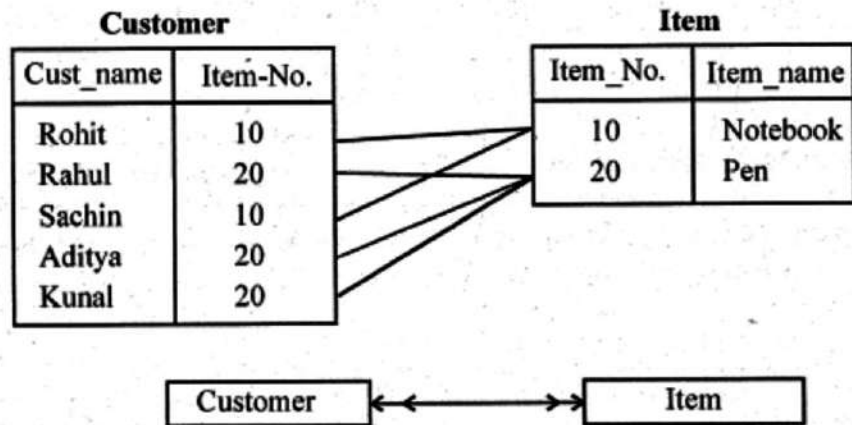 Customer Item
Cust_name Item-No. Item_No. Item_name
Rohit 10 10 Notebook
Rahul 20 20 Pen
Sachin 10
Aditya 20
Kunal 20
Customer Item